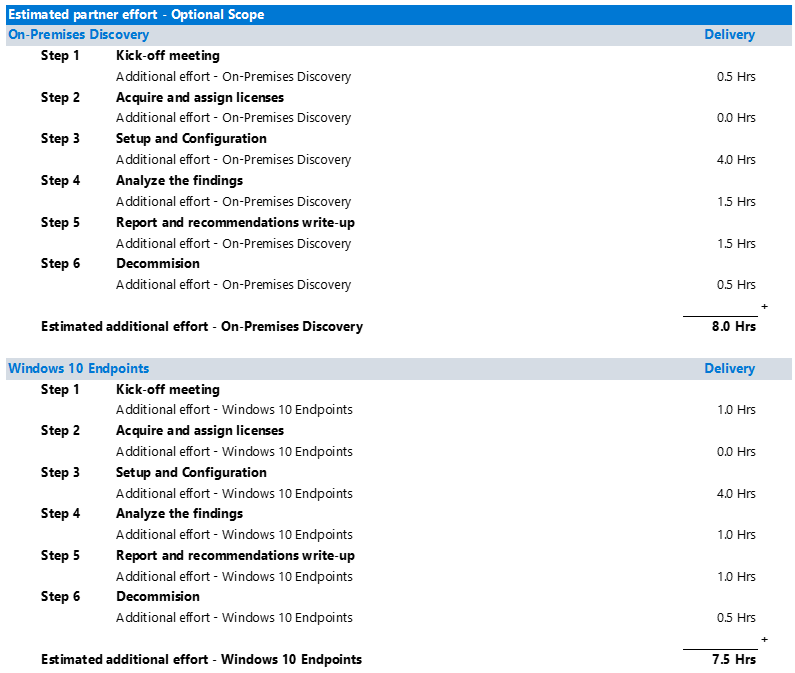 Estimated partner effort - Optional Scope
On-Premises Discovery Delivery
Step 1 Kick-off meeting
Additional effort - On-Premises Discovery 0.5 Hrs
Step 2 Acquire and assign licenses
Additional effort - On-Premises Discovery 0.0 Hrs
Step 3 Setup and Configuration
Additional effort - On-Premises Discovery 4.0 Hrs
Step 4 Analyze the findings
Additional effort - On-Premises Discovery 1.5 Hrs
Step 5 Report and recommendations write-up
Additional effort - On-Premises Discovery 1.5 Hrs
Step 6 Decommision
Additional effort - On-Premises Discovery 0.5 Hrs
+
Estimated additional effort - On-Premises Discovery 8.0 Hrs
Windows 10 Endpoints Delivery
Step 1 Kick-off meeting
Additional effort - Windows 10 Endpoints 1.0 Hrs
Step 2 Acquire and assign licenses
Additional effort - Windows 10 Endpoints 0.0 Hrs
Step 3 Setup and Configuration
Additional effort - Windows 10 Endpoints 4.0 Hrs
Step 4 Analyze the findings
Additional effort - Windows 10 Endpoints 1.0 Hrs
Step 5 Report and recommendations write-up
Additional effort - Windows 10 Endpoints 1.0 Hrs
Step 6 Decommision
Additional effort - Windows 10 Endpoints 0.5 Hrs
+
Estimated additional effort - Windows 10 Endpoints 7.5 Hrs